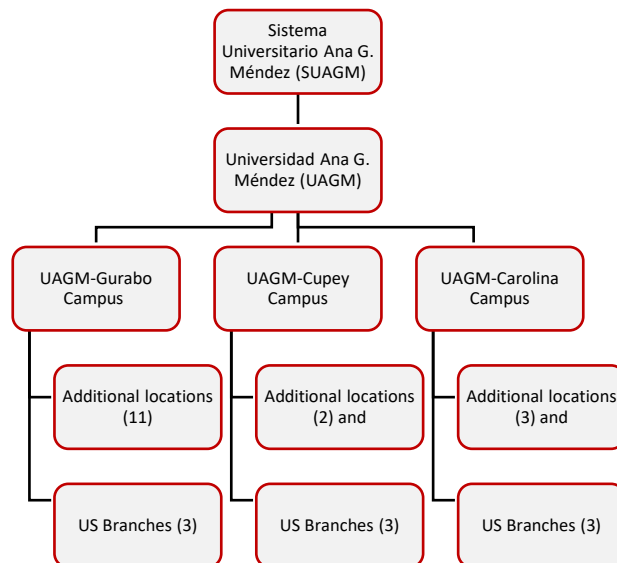 Sistema
Universitario Ana G.
Méndez (SUAGM)
Universidad Ana G.
Méndez (UAGM)
UAGM-Gurabo
Campus
UAGM-Cupey
Campus
UAGM-Carolina
Campus
Additional locations
(11)
Additional locations
(2) and
Additional locations
(3) and
US Branches (3)
US Branches (3)
US Branches (3)